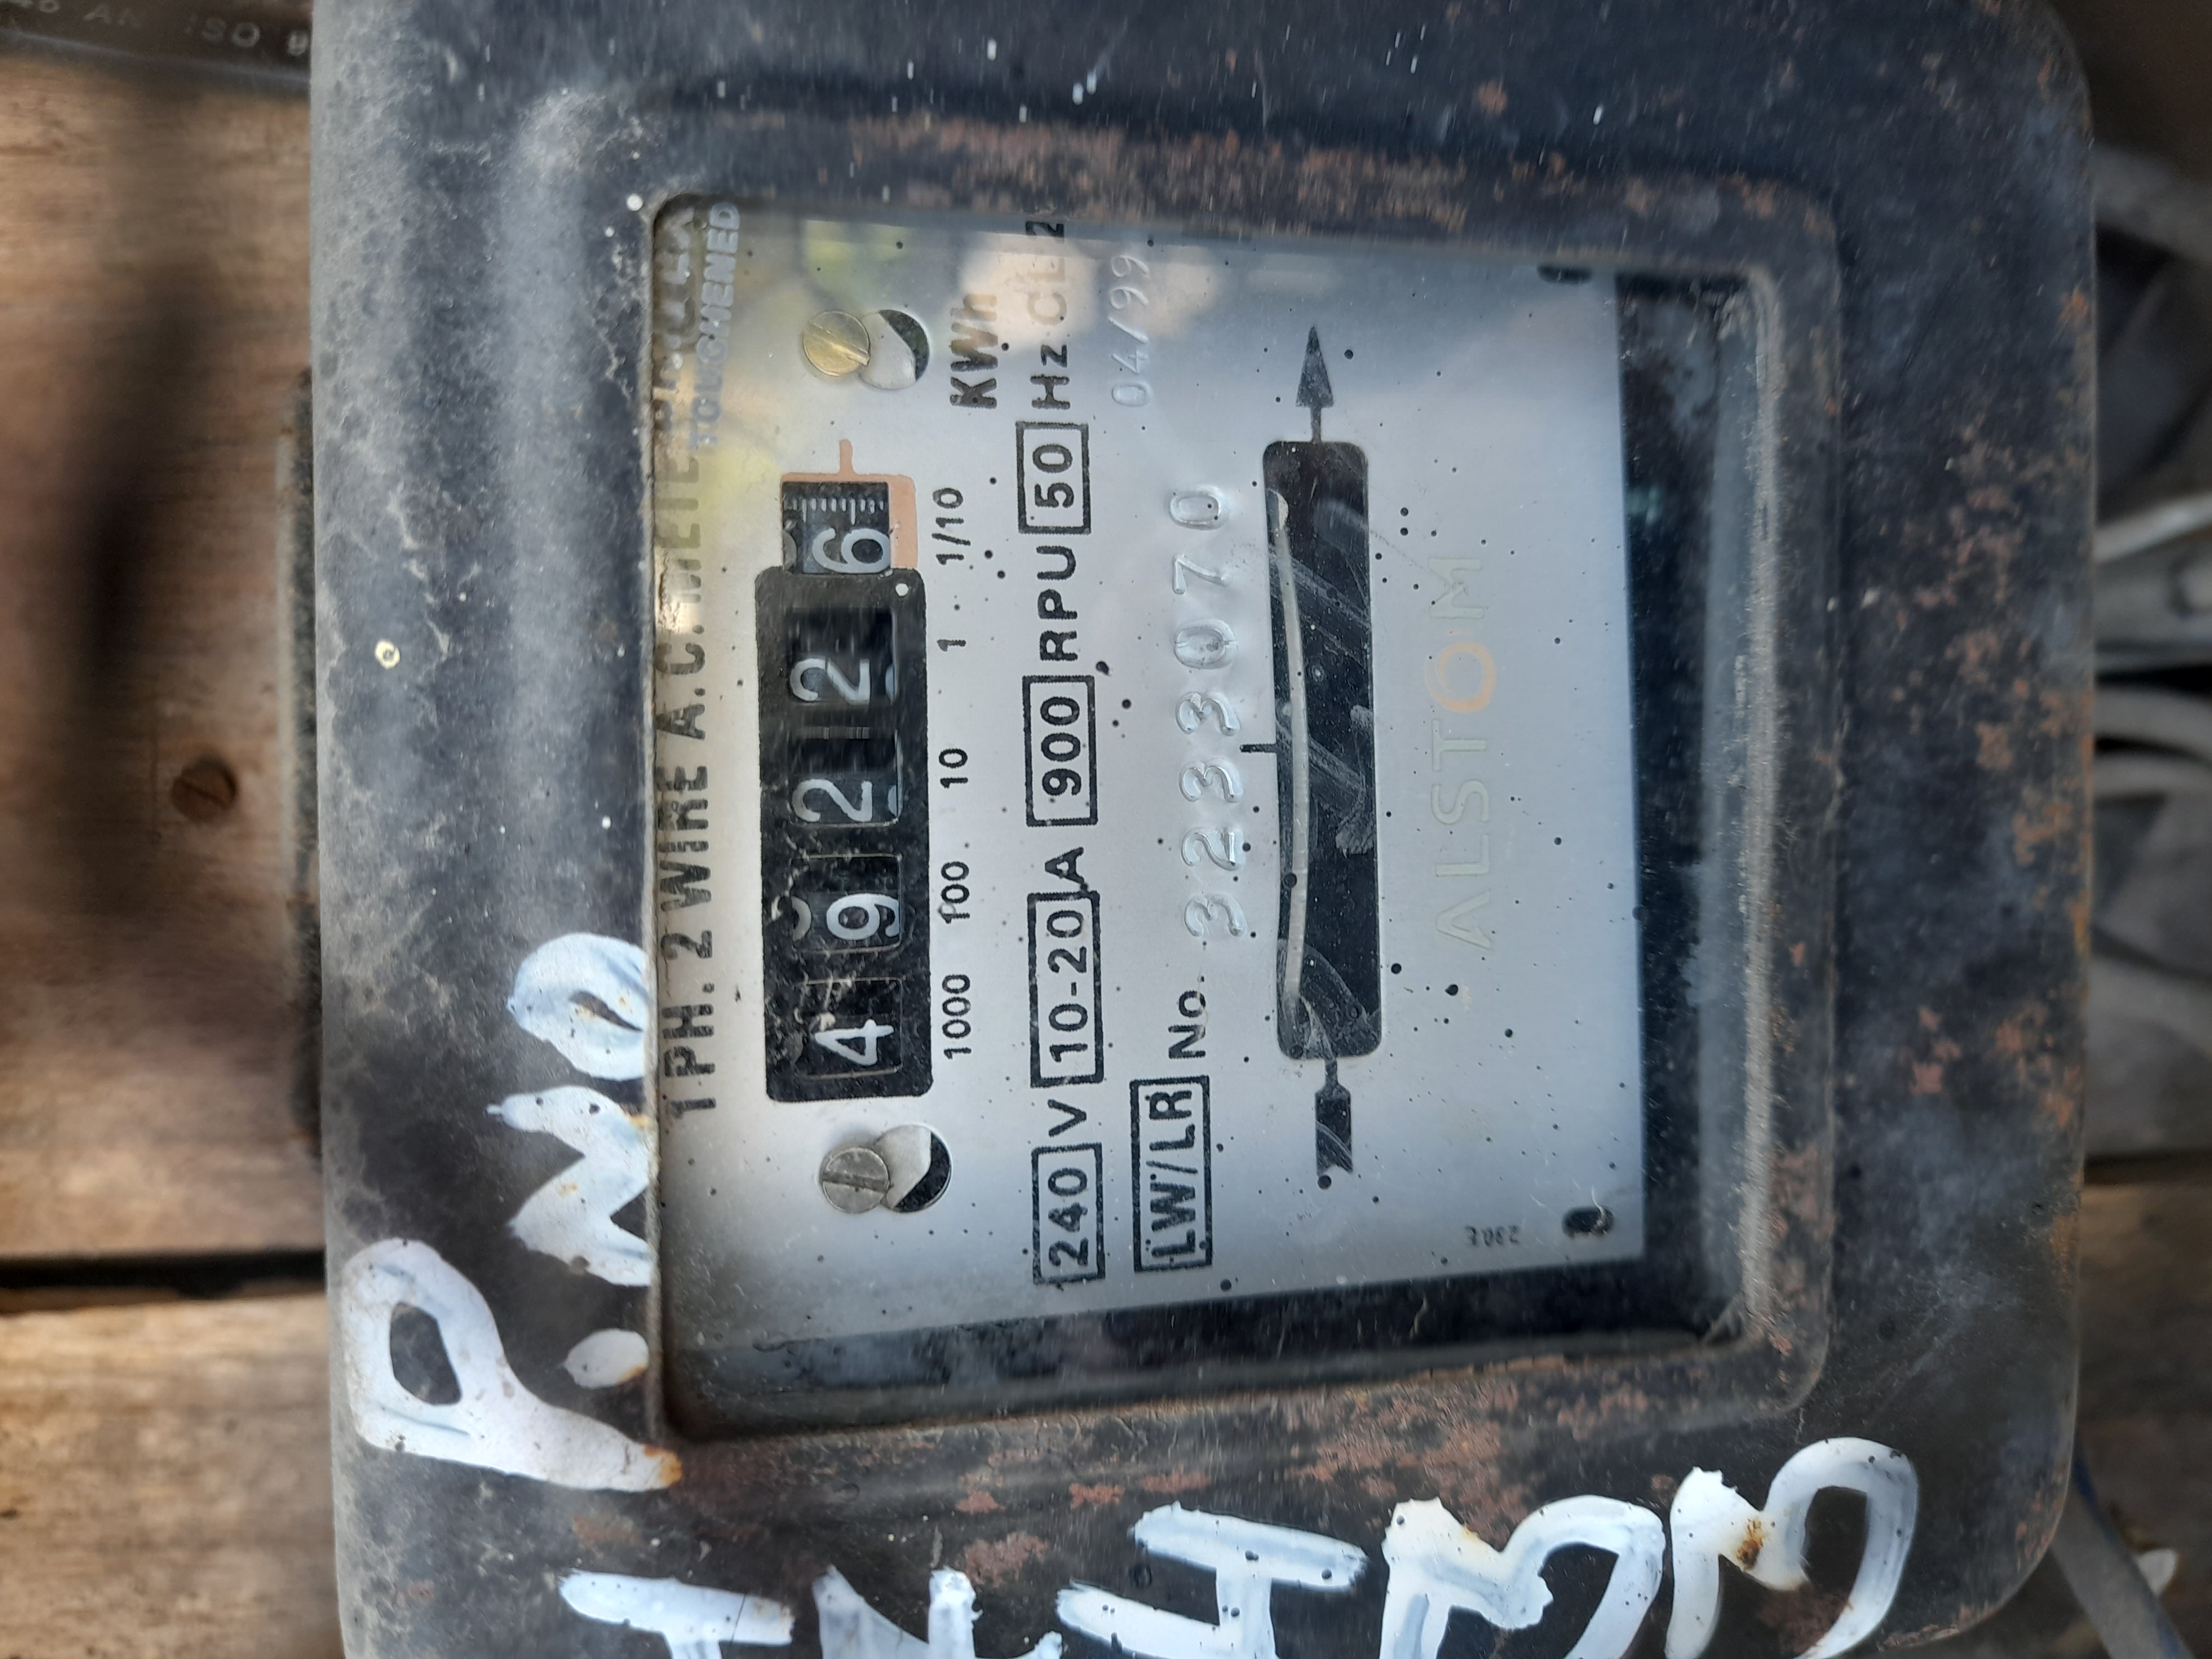 P.W.D
1 PH. 2 WIRE A.C. METER
4 9 2 2 6
1000 100 10 1 1/10
KWh
240 V 10-20 A 900 RPU 50 Hz CL 2
04/99
LW/LR No. 3233070
ALSTOM